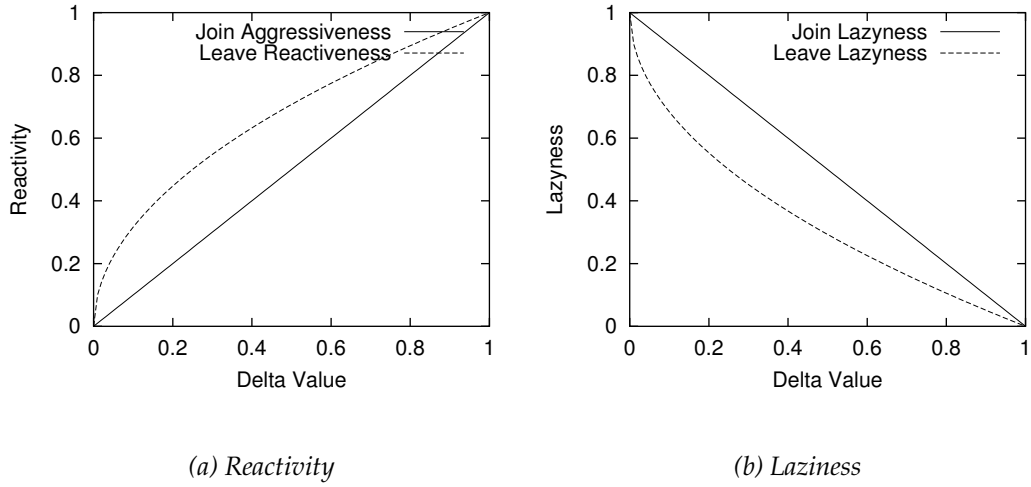 Join Aggressiveness
Leave Reactiveness
Reactivity
1
0.8
0.6
0.4
0.2
0
0 0.2 0.4 0.6 0.8 1
Delta Value
(a) Reactivity
Join Lazyness
Leave Lazyness
Lazyness
1
0.8
0.6
0.4
0.2
0
0 0.2 0.4 0.6 0.8 1
Delta Value
(b) Laziness